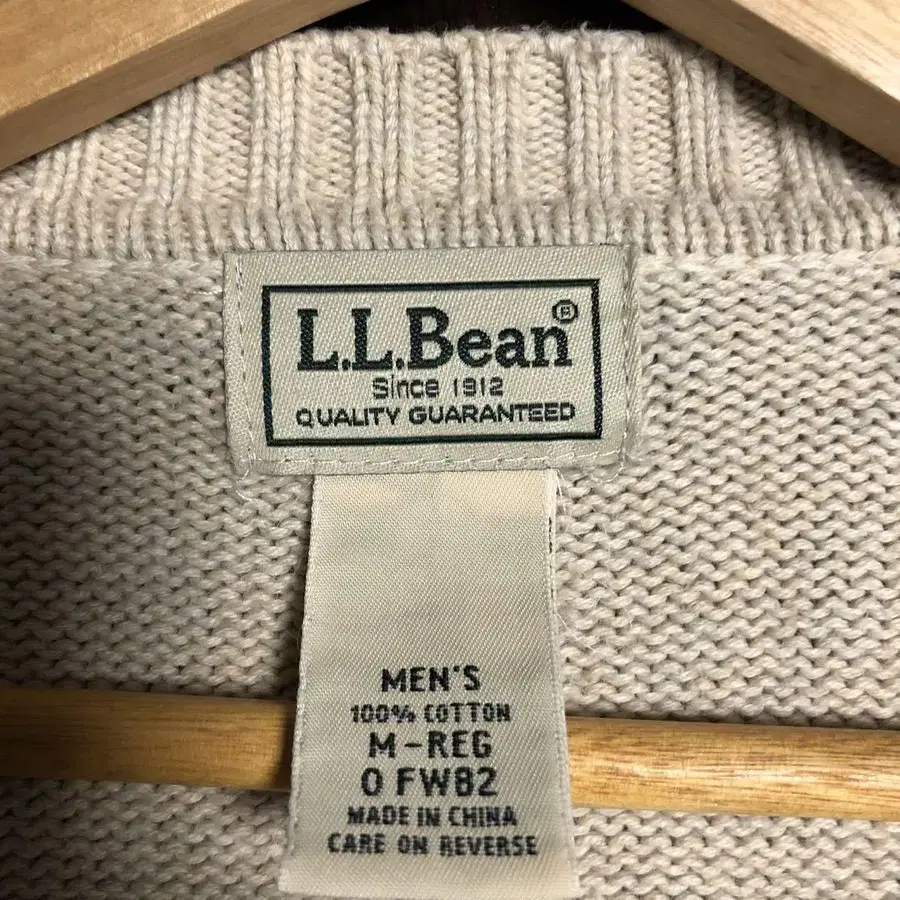 L.L.Bean®
Since 1912
QUALITY GUARANTEED
MEN'S
100% COTTON
M-REG
0 FW82
MADE IN CHINA
CARE ON REVERSE